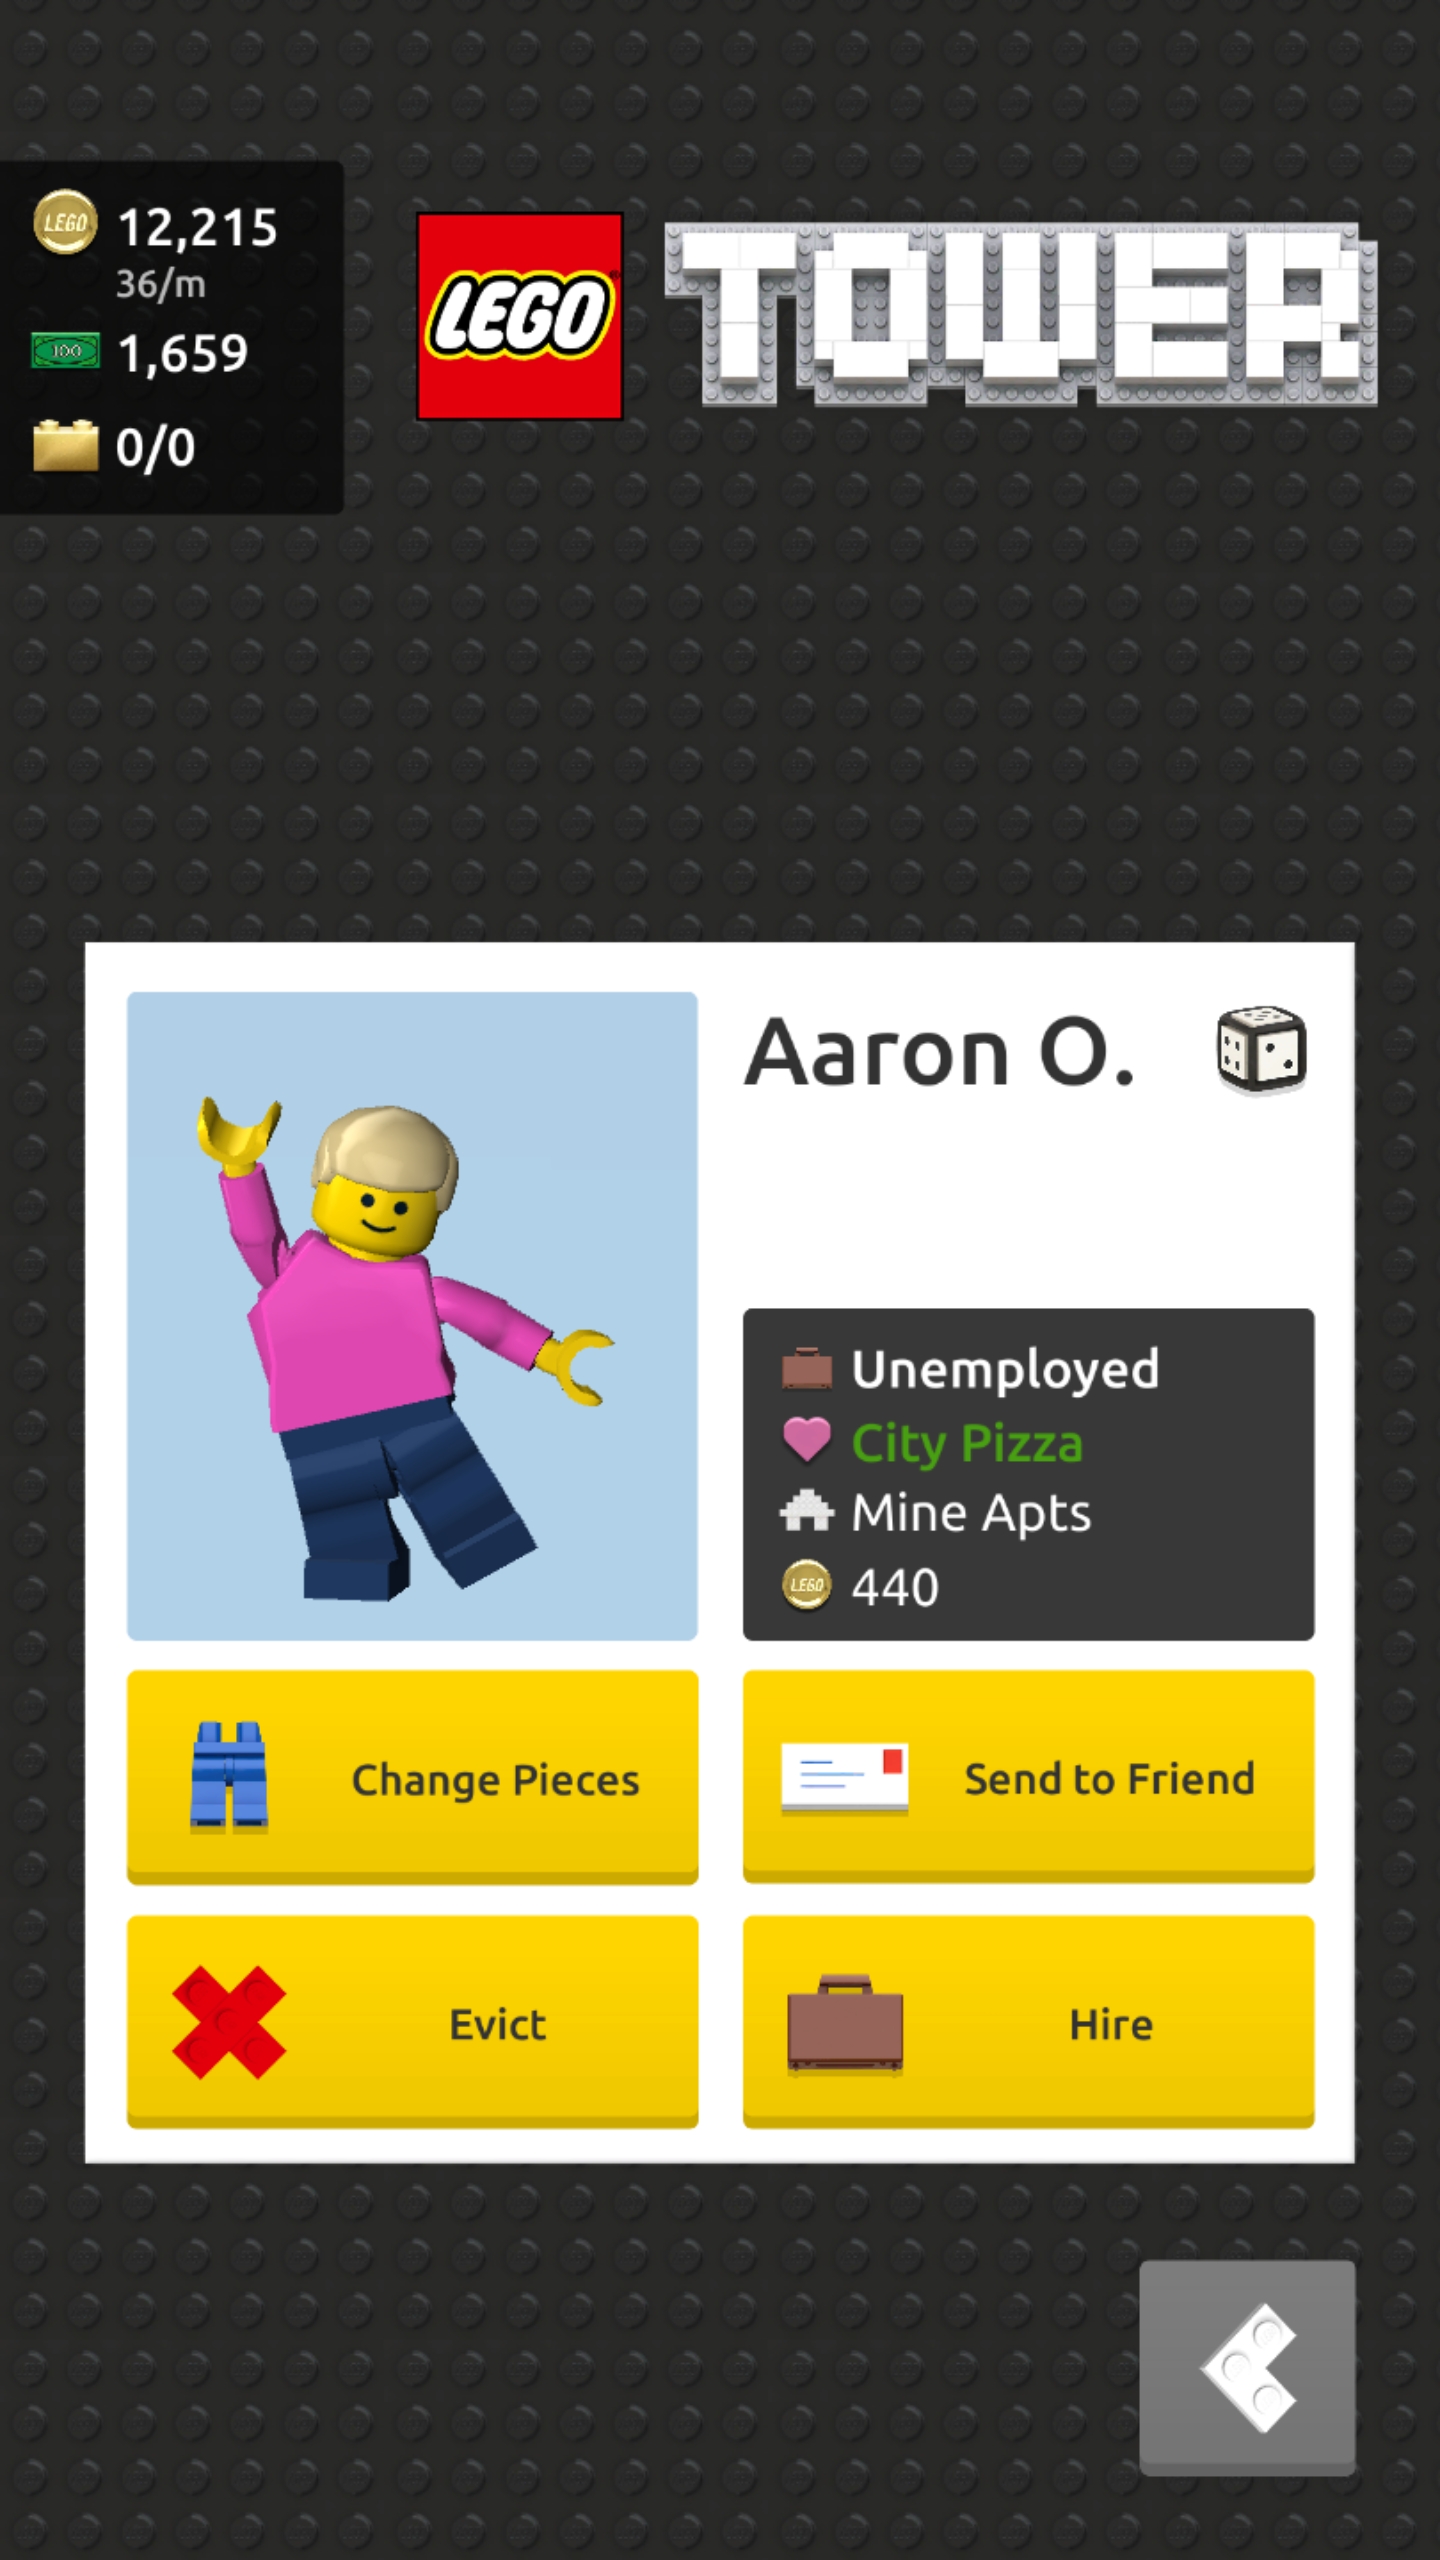 LEGO 12,215
36/m
100 1,659
0/0
LEGO®
TOWER
Aaron O.
Unemployed
City Pizza
Mine Apts
LEGO 440
Change Pieces
Send to Friend
Evict
Hire